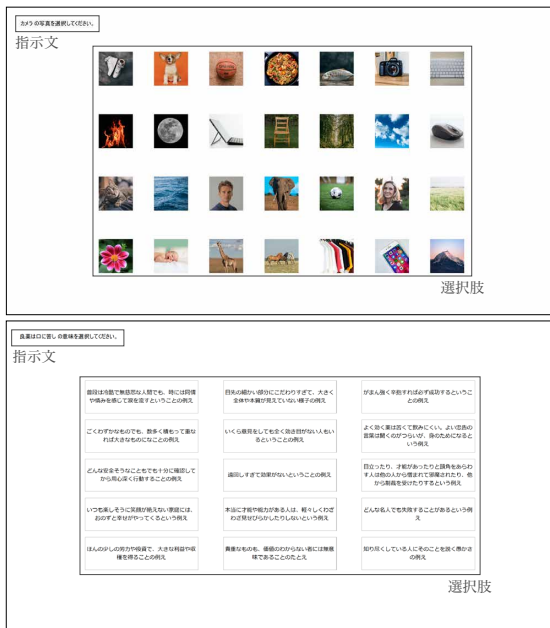 カメラ の写真を選択してください。
指示文
選択肢
良薬は口に苦し の意味を選択してください。
指示文
普段は冷酷で無慈悲な人間でも、時には同情
や憐みを感じて涙を流すということの例え
目先の細かい部分にこだわりすぎて、大きく
全体や本質が見えていない様子の例え
がまん強く辛抱すれば必ず成功するというこ
との例え
ごくわずかなものでも、数多く積もって重な
れば大きなものになることの例え
いくら意見をしても全く効き目がない人もい
るということの例え
よく効く薬は苦くて飲みにくい。よい忠告の
言葉は聞くのがつらいが、身のためになると
いう例え
どんな安全そうなことでも十分に確認して
から用心深く行動することの例え
遠回しすぎて効果がないということの例え
目立ったり、才能があったりと頭角をあらわ
す人は他の人から憎まれて邪魔されたり、他
から制裁を受けたりするという例え
いつも楽しそうに笑顔が絶えない家庭には、
おのずと幸せがやってくるという例え
本当に才能や能力がある人は、軽々しくわざ
わざ見せびらかしたりしないという例え
どんな名人でも失敗することがあるという例
え
ほんの少しの労力や投資で、大きな利益や収
穫を得ることの例え
貴重なものも、価値のわからない者には無意
味であることのたとえ
知り尽くしている人にそのことを説く愚かさ
の例え
選択肢